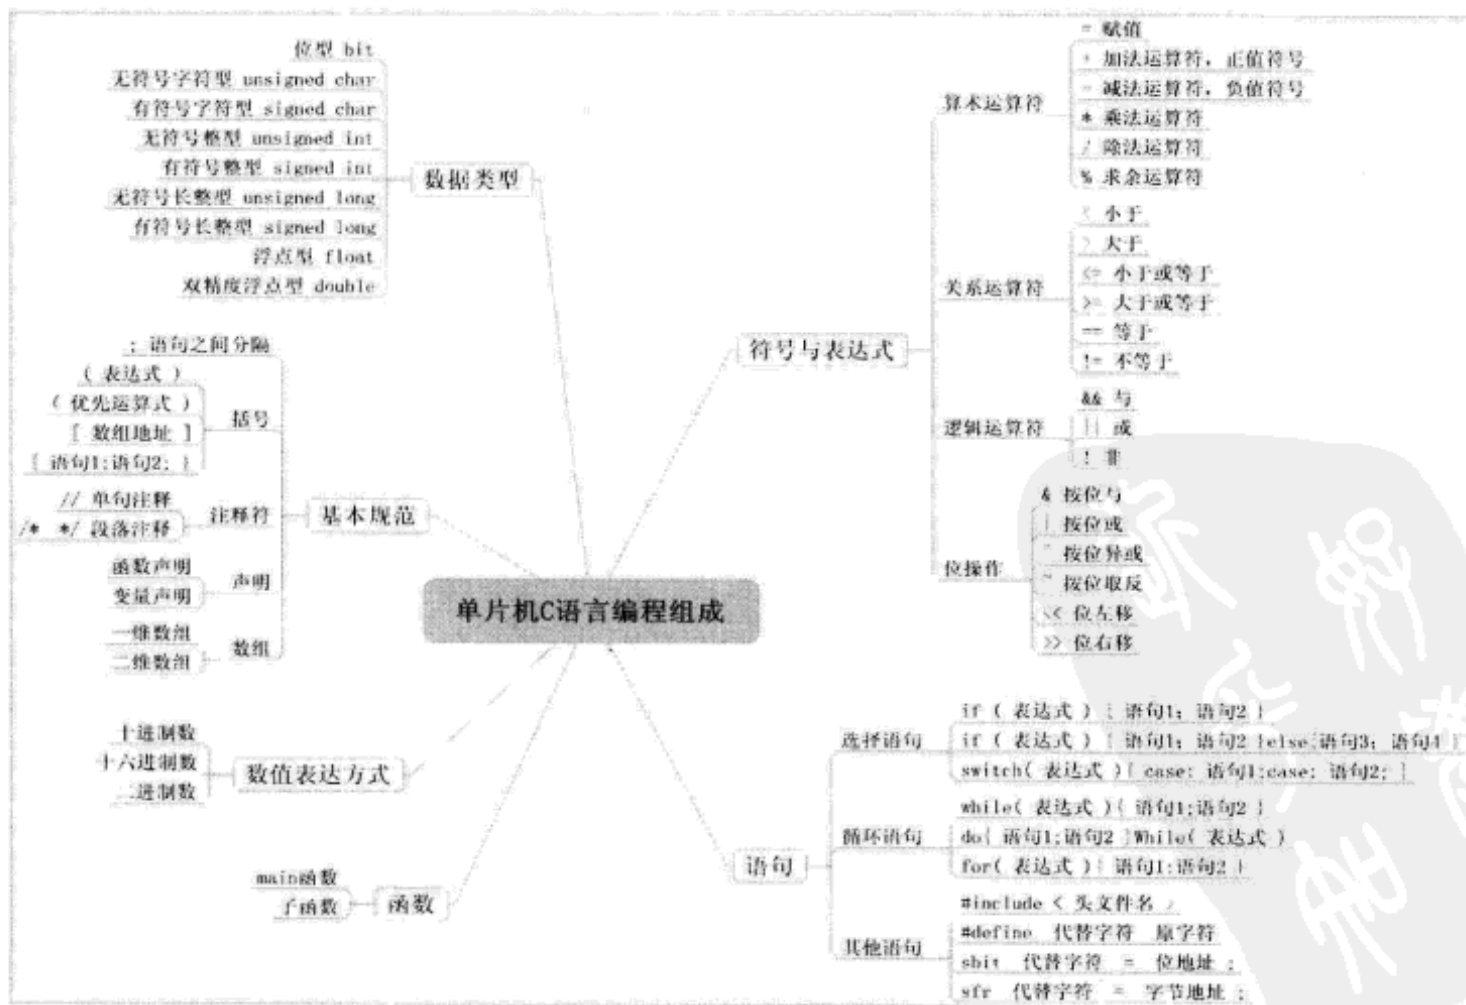 单片机C语言编程组成
数据类型
位型 bit
无符号字符型 unsigned char
有符号字符型 signed char
无符号整型 unsigned int
有符号整型 signed int
无符号长整型 unsigned long
有符号长整型 signed long
浮点型 float
双精度浮点型 double
基本规范
; 语句之间分隔
括号
( 表达式 )
( 优先运算式 )
[ 数组地址 ]
{ 语句1;语句2; }
注释符
// 单句注释
/* */ 段落注释
声明
函数声明
变量声明
数组
一维数组
二维数组
数值表达方式
十进制数
十六进制数
二进制数
函数
main函数
子函数
符号与表达式
算术运算符
= 赋值
+ 加法运算符，正值符号
- 减法运算符，负值符号
* 乘法运算符
/ 除法运算符
% 求余运算符
关系运算符
< 小于
> 大于
<= 小于或等于
>= 大于或等于
== 等于
!= 不等于
逻辑运算符
&& 与
|| 或
! 非
位操作
& 按位与
| 按位或
^ 按位异或
~ 按位取反
<< 位左移
>> 位右移
语句
选择语句
if ( 表达式 ) { 语句1; 语句2 }
if ( 表达式 ) { 语句1; 语句2 }else{语句3; 语句4 }
switch( 表达式 ){ case: 语句1;case: 语句2; }
循环语句
while( 表达式 ){ 语句1;语句2 }
do{ 语句1;语句2 }While( 表达式 )
for( 表达式 ){ 语句1;语句2 }
其他语句
#include < 头文件名 >
#define 代替字符 原字符
sbit 代替字符 = 位地址 ;
sfr 代替字符 = 字节地址 ;